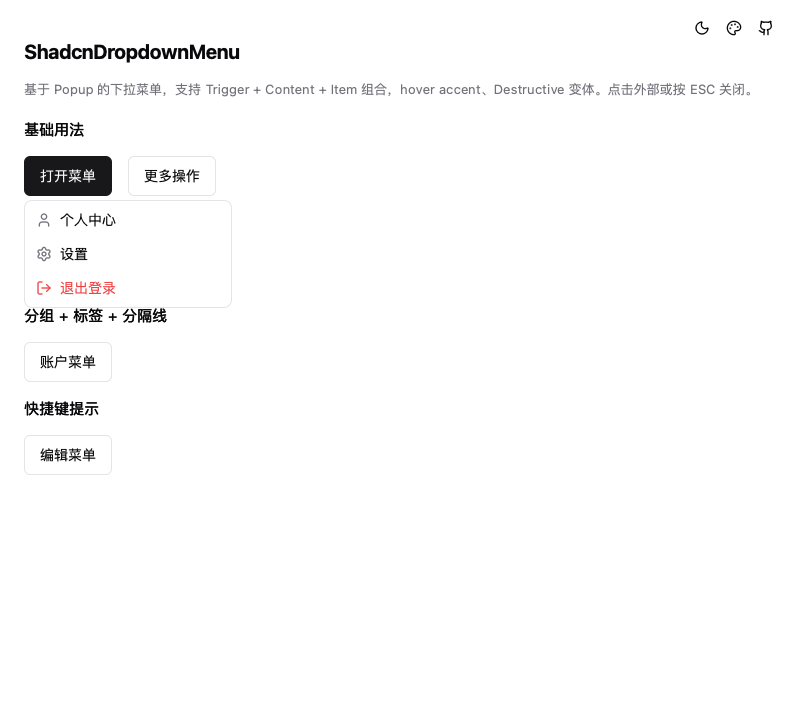 ShadcnDropdownMenu
基于 Popup 的下拉菜单，支持 Trigger + Content + Item 组合，hover accent、Destructive 变体。点击外部或按 ESC 关闭。
基础用法
打开菜单
更多操作
个人中心
设置
退出登录
分组 + 标签 + 分隔线
账户菜单
快捷键提示
编辑菜单